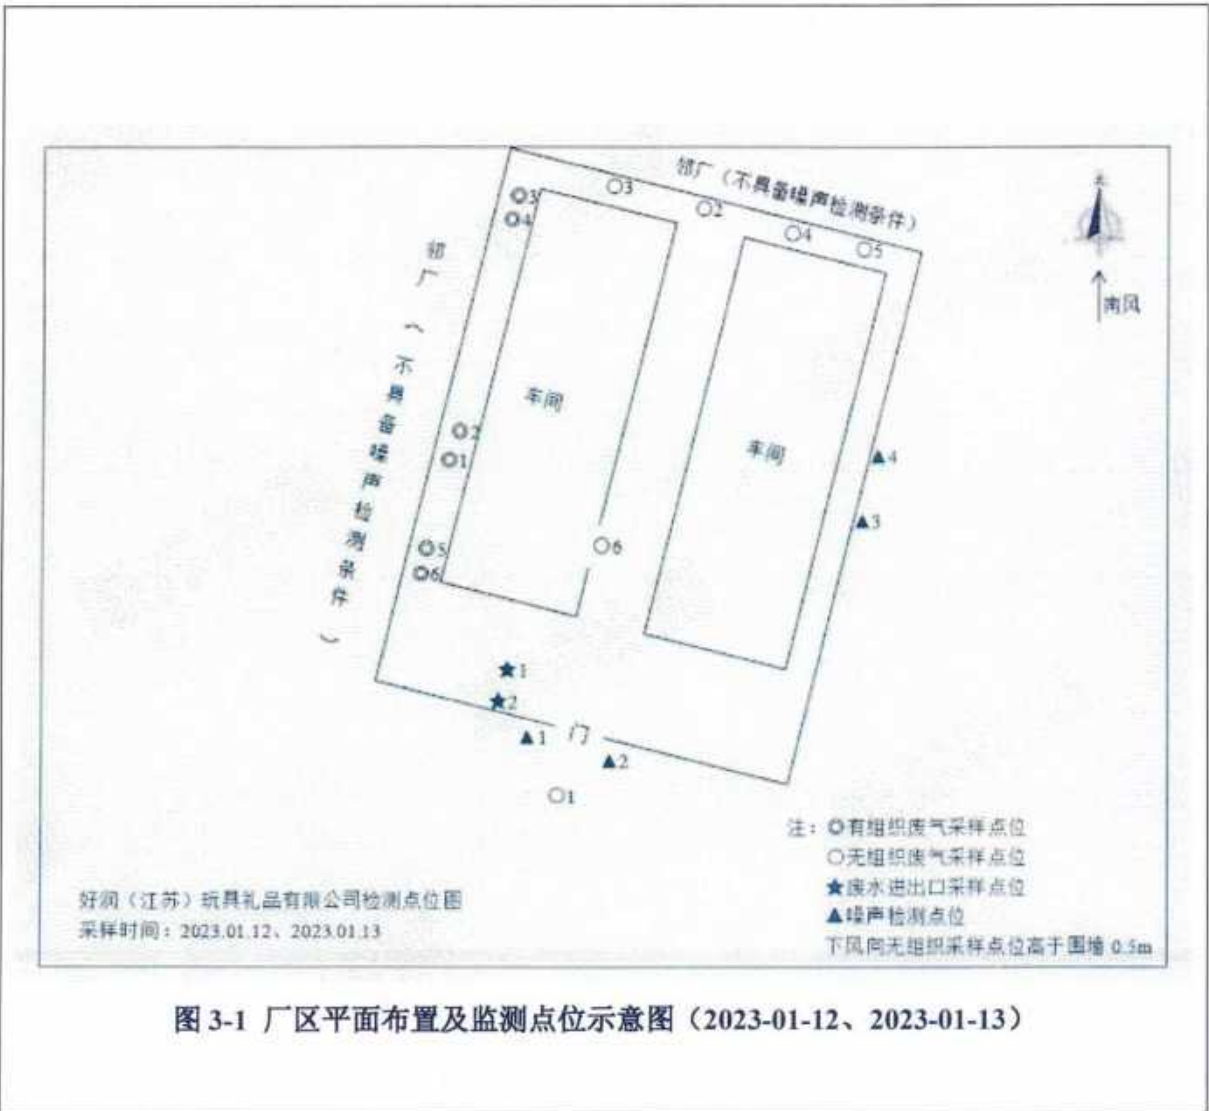 邻厂（不具备噪声检测条件）
北
南风
◎3
○3
○2
◎4
○4
○5
邻厂（不具备噪声检测条件）
车间
车间
◎2
◎1
▲4
▲3
◎5
○6
◎6
★1
★2
▲1
门
▲2
○1
注：◎有组织废气采样点位
○无组织废气采样点位
★废水进出口采样点位
▲噪声检测点位
下风向无组织采样点位高于围墙 0.5m
好润（江苏）玩具礼品有限公司检测点位图
采样时间：2023.01.12、2023.01.13
图 3-1 厂区平面布置及监测点位示意图（2023-01-12、2023-01-13）